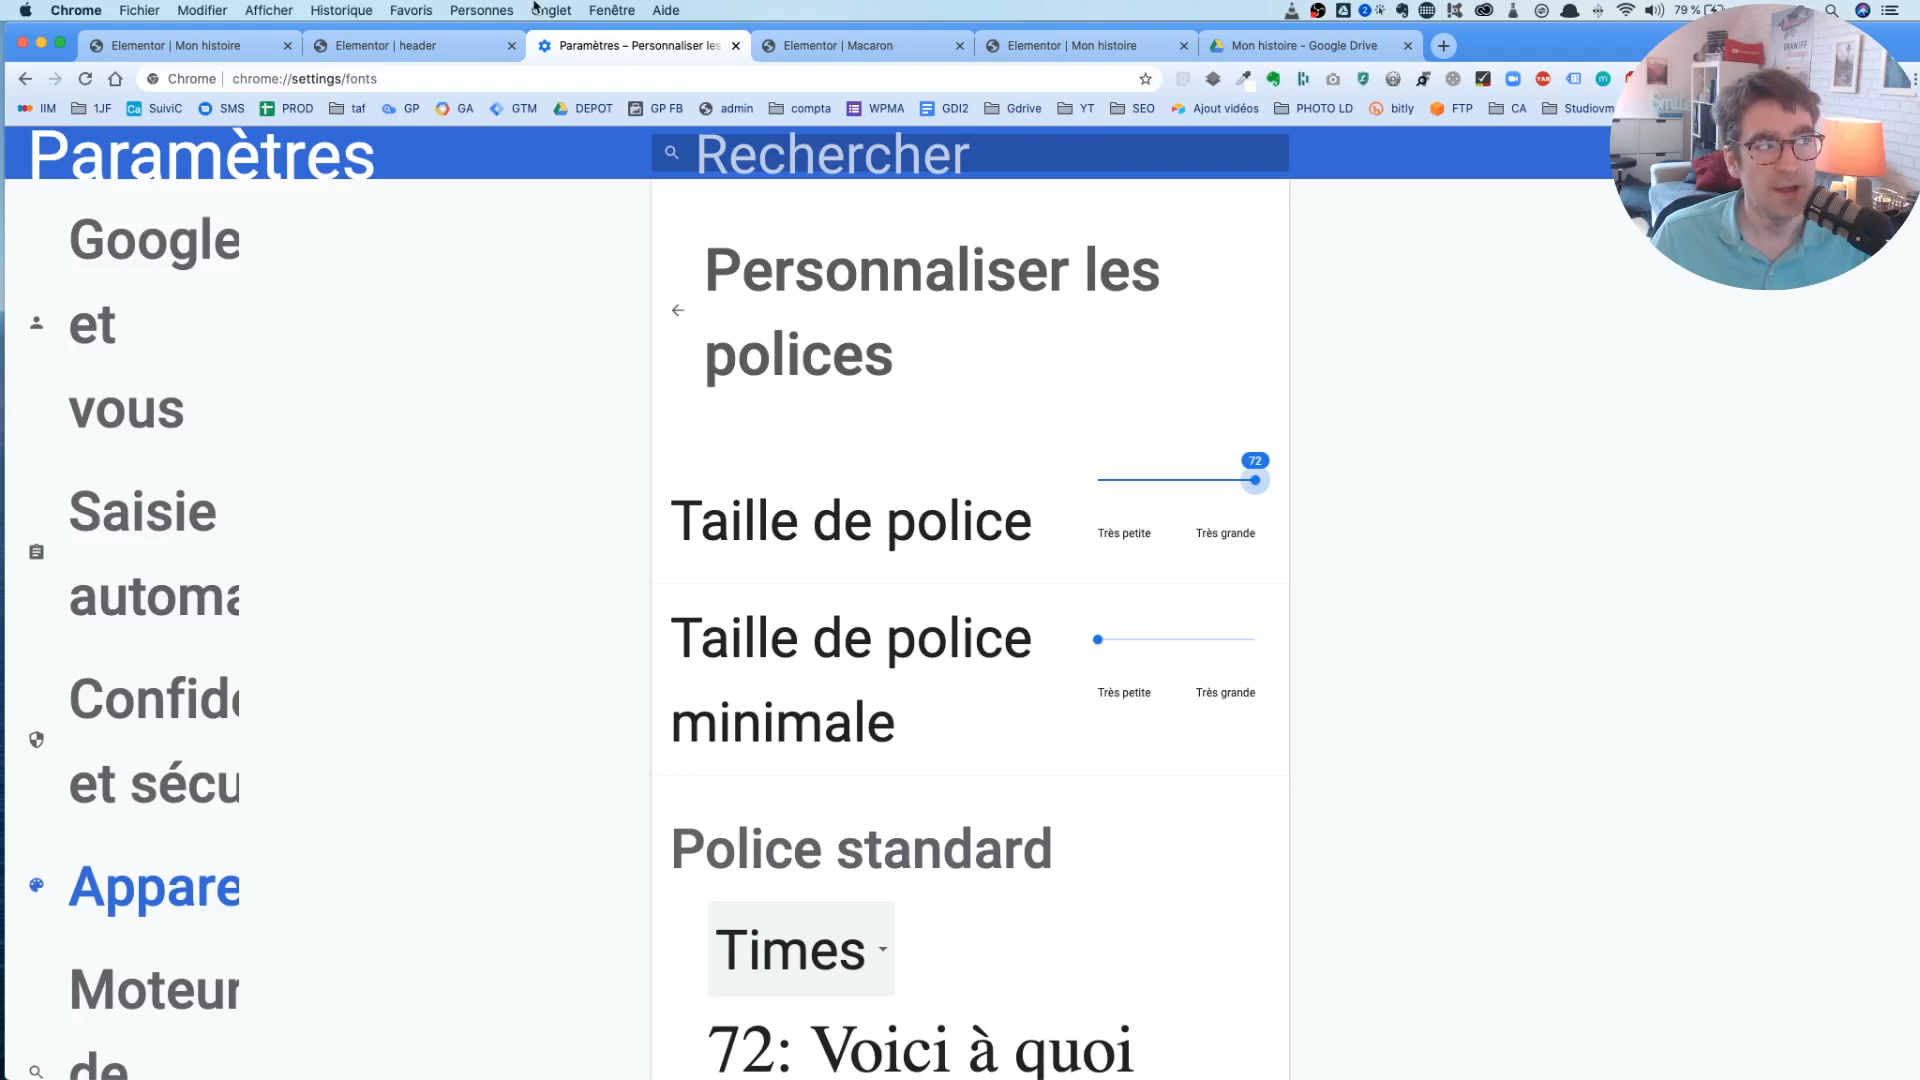 Chrome Fichier Modifier Afficher Historique Favoris Personnes Onglet Fenêtre Aide 79 %
Elementor | Mon histoire Elementor | header Paramètres – Personnaliser les Elementor | Macaron Elementor | Mon histoire Mon histoire - Google Drive
Chrome chrome://settings/fonts
IIM 1JF SuiviC SMS PROD taf GP GA GTM DEPOT GP FB admin compta WPMA GDI2 Gdrive YT SEO Ajout vidéos PHOTO LD bitly FTP CA Studiovm
Paramètres
Rechercher
Google
et
vous
Saisie
automa
Confide
et sécu
Appare
Moteur
de
Personnaliser les
polices
72
Taille de police
Très petite Très grande
Taille de police
minimale
Très petite Très grande
Police standard
Times
72: Voici à quoi